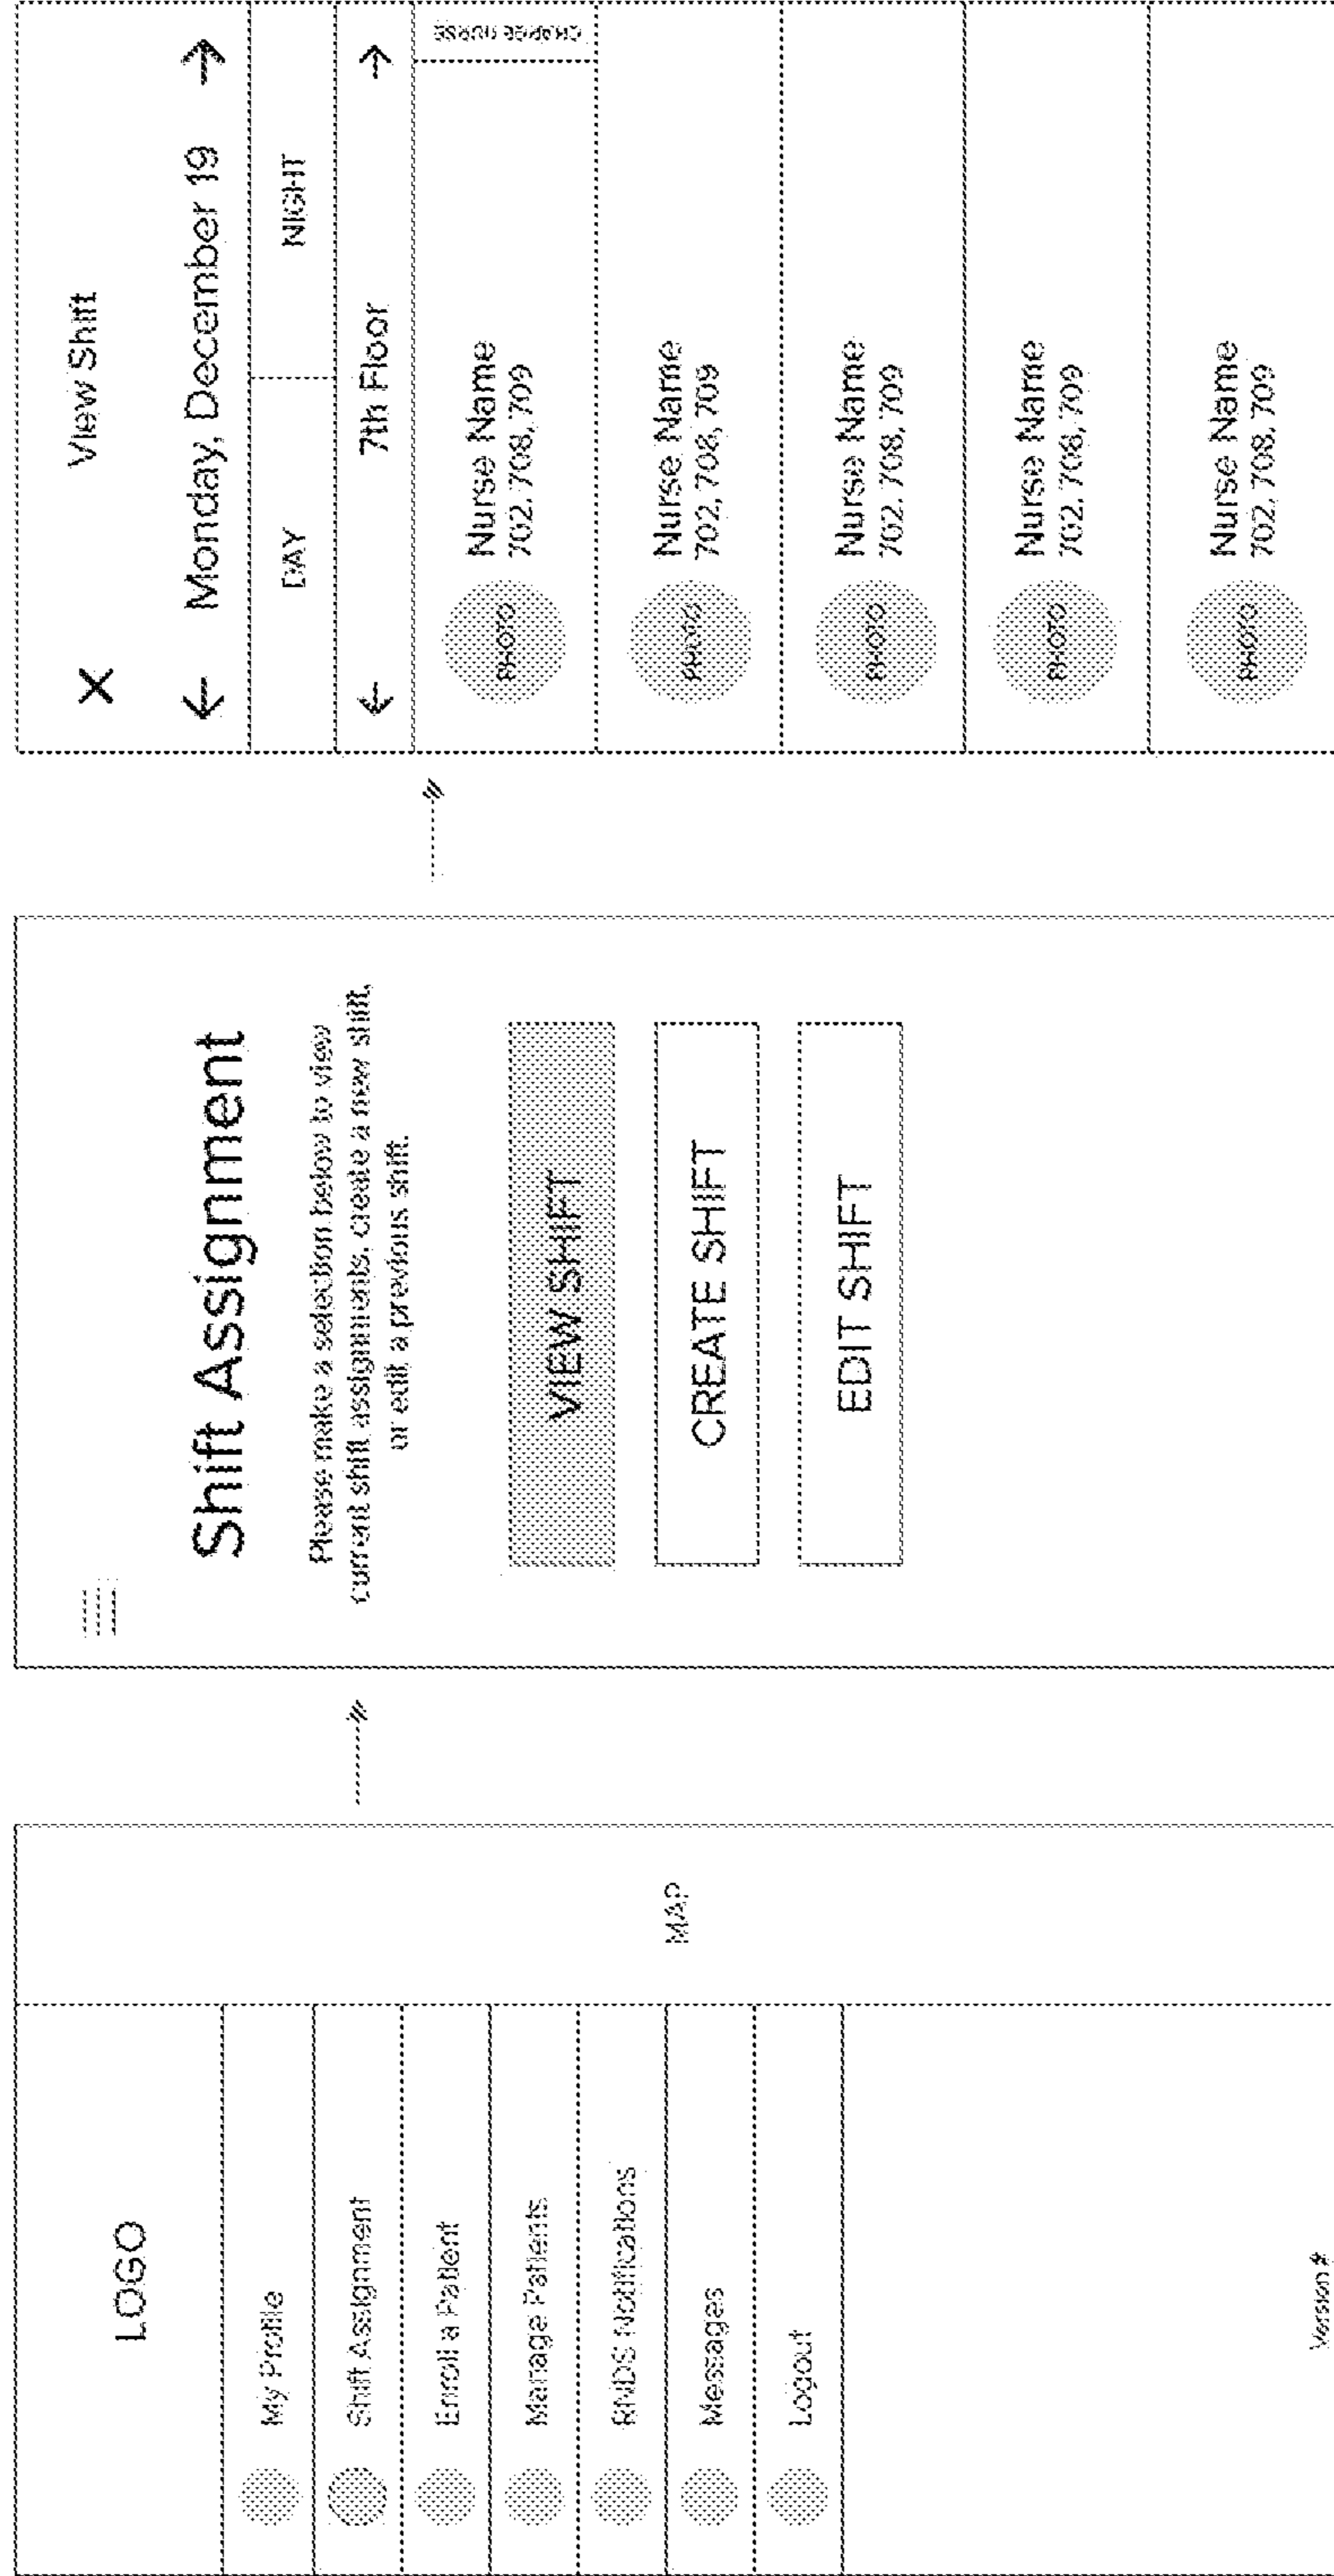 LOGO
My Profile
Shift Assignment
Enroll a Patient
Manage Patients
RNDS Notifications
Messages
Logout
Version #
MAP
Shift Assignment
Please make a selection below to view
current shift assignments, create a new shift,
or edit a previous shift.
VIEW SHIFT
CREATE SHIFT
EDIT SHIFT
X
View Shift
← Monday, December 19 →
DAY
NIGHT
← 7th Floor →
PHOTO
Nurse Name
702, 708, 709
CHARGE NURSE
PHOTO
Nurse Name
702, 708, 709
PHOTO
Nurse Name
702, 708, 709
PHOTO
Nurse Name
702, 708, 709
PHOTO
Nurse Name
702, 708, 709